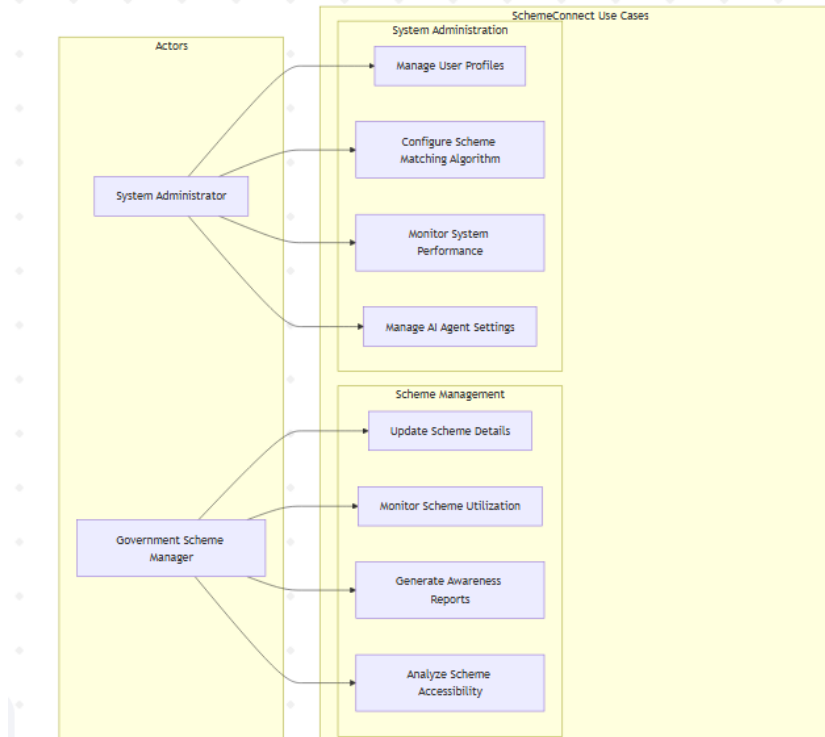 SchemeConnect Use Cases
Actors
System Administration
Manage User Profiles
Configure Scheme
Matching Algorithm
System Administrator
Monitor System
Performance
Manage AI Agent Settings
Scheme Management
Update Scheme Details
Monitor Scheme Utilization
Government Scheme
Manager
Generate Awareness
Reports
Analyze Scheme
Accessibility